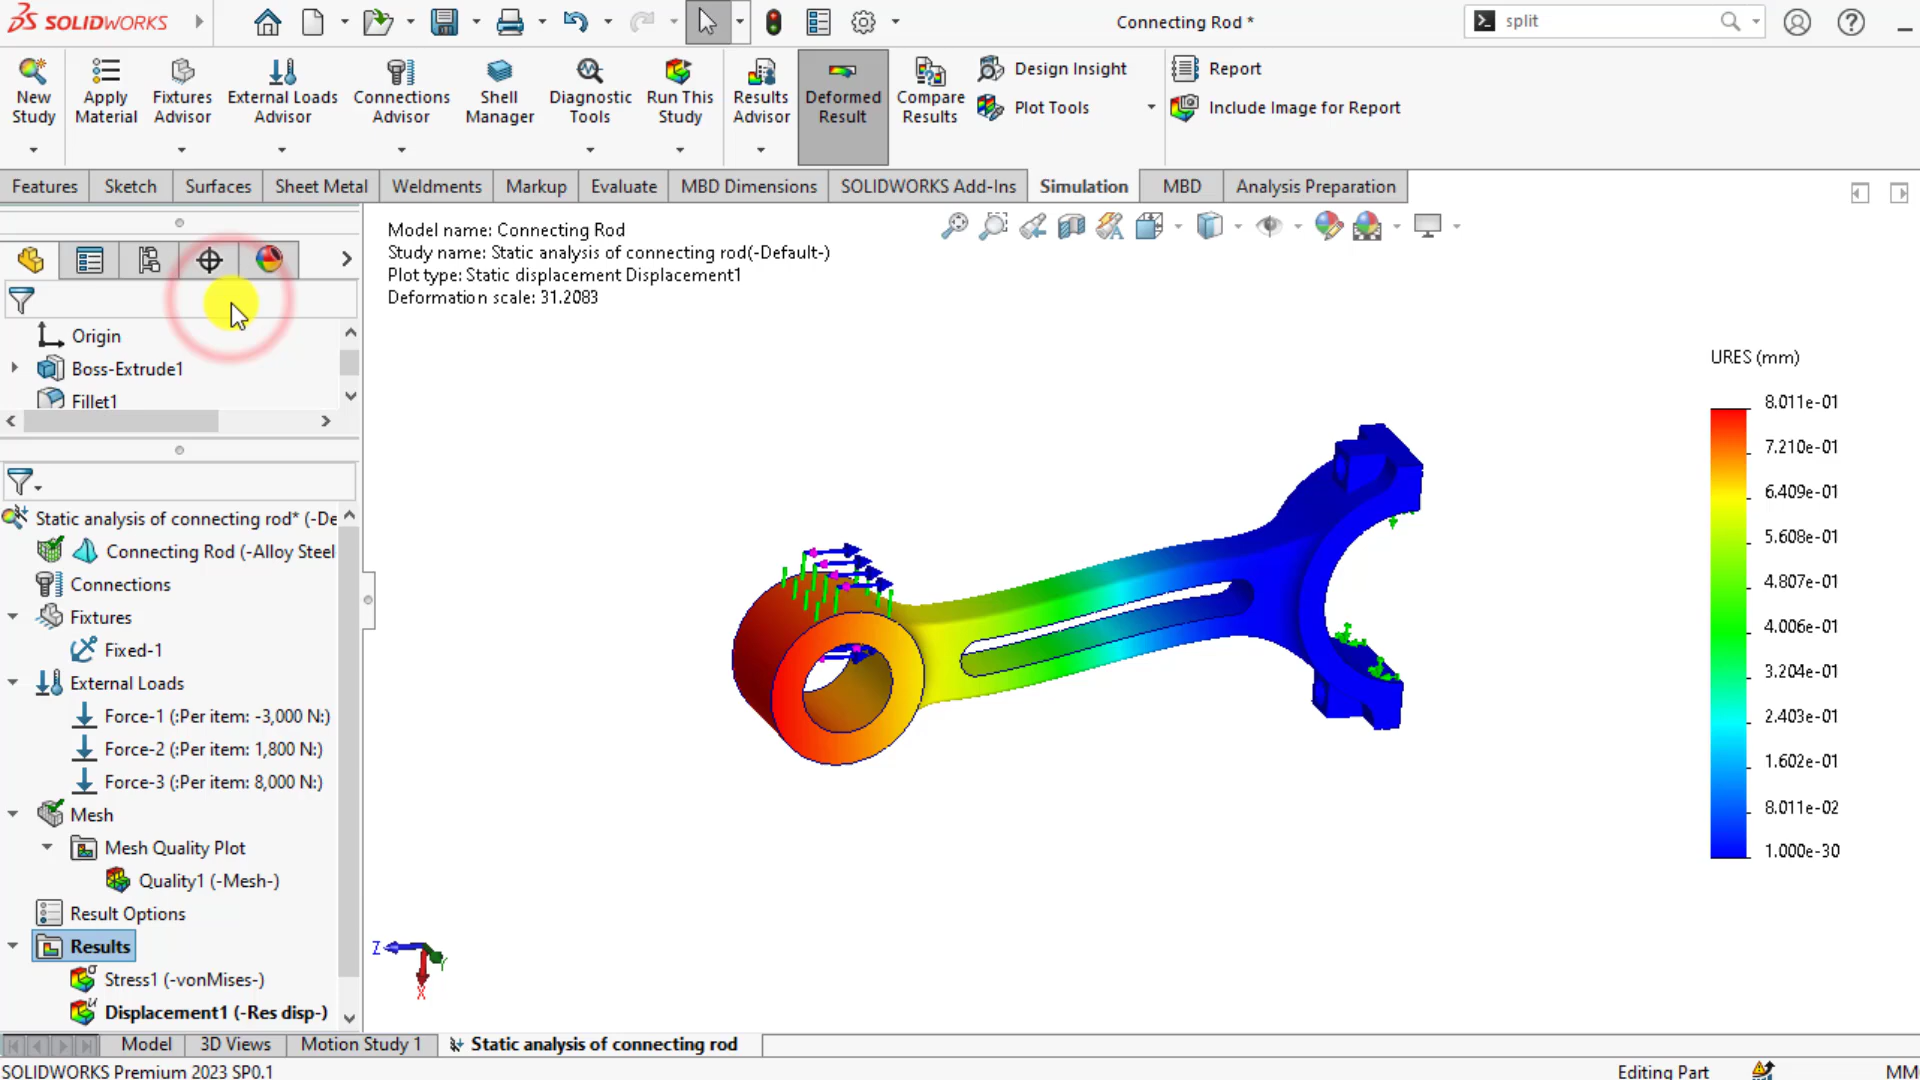 SOLIDWORKS
Connecting Rod *
split
New Study
Apply Material
Fixtures Advisor
External Loads Advisor
Connections Advisor
Shell Manager
Diagnostic Tools
Run This Study
Results Advisor
Deformed Result
Compare Results
Design Insight
Plot Tools
Report
Include Image for Report
Features
Sketch
Surfaces
Sheet Metal
Weldments
Markup
Evaluate
MBD Dimensions
SOLIDWORKS Add-Ins
Simulation
MBD
Analysis Preparation
Origin
Boss-Extrude1
Fillet1
Static analysis of connecting rod* (-De
Connecting Rod (-Alloy Steel
Connections
Fixtures
Fixed-1
External Loads
Force-1 (:Per item: -3,000 N:)
Force-2 (:Per item: 1,800 N:)
Force-3 (:Per item: 8,000 N:)
Mesh
Mesh Quality Plot
Quality1 (-Mesh-)
Result Options
Results
Stress1 (-vonMises-)
Displacement1 (-Res disp-)
Model name: Connecting Rod
Study name: Static analysis of connecting rod(-Default-)
Plot type: Static displacement Displacement1
Deformation scale: 31.2083
URES (mm)
8.011e-01
7.210e-01
6.409e-01
5.608e-01
4.807e-01
4.006e-01
3.204e-01
2.403e-01
1.602e-01
8.011e-02
1.000e-30
Z
Y
X
Model
3D Views
Motion Study 1
Static analysis of connecting rod
SOLIDWORKS Premium 2023 SP0.1
Editing Part
MM